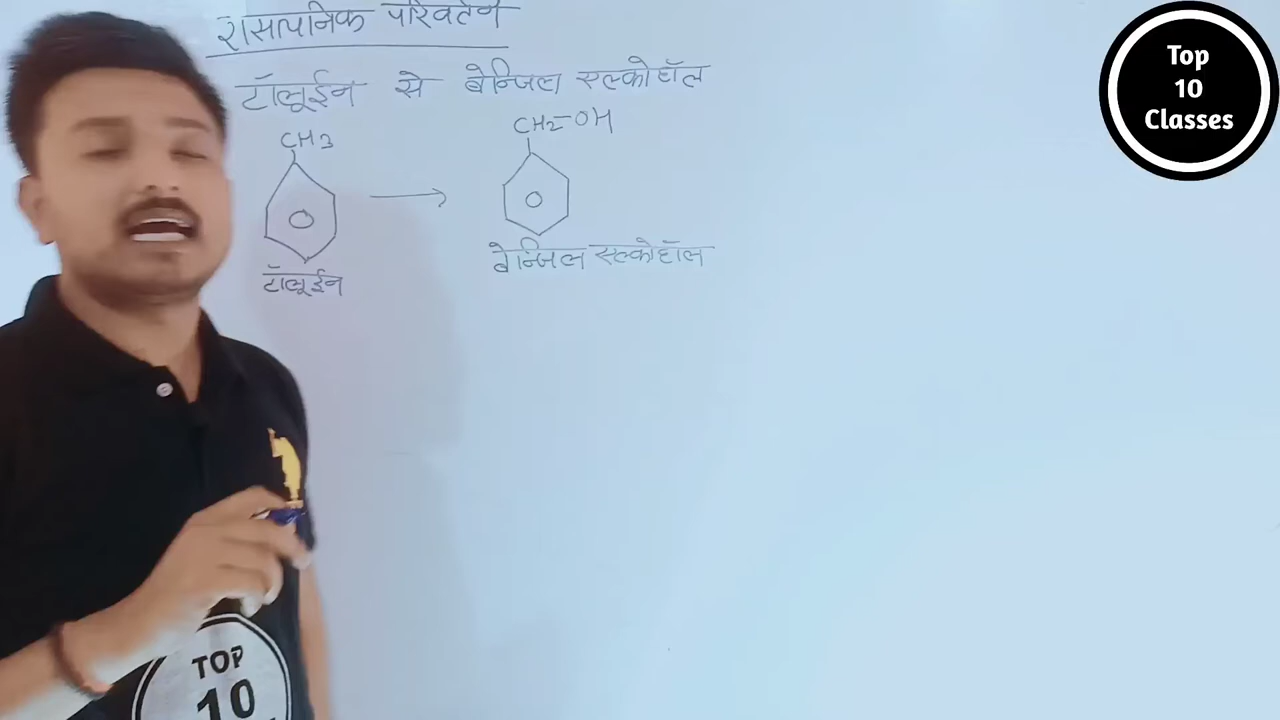 रासायनिक परिवर्तन
टॉलूईन से बेन्जिल एल्कोहॉल
CH3
CH2-OH
टॉलूईन
बेन्जिल एल्कोहॉल
Top
10
Classes
TOP
10